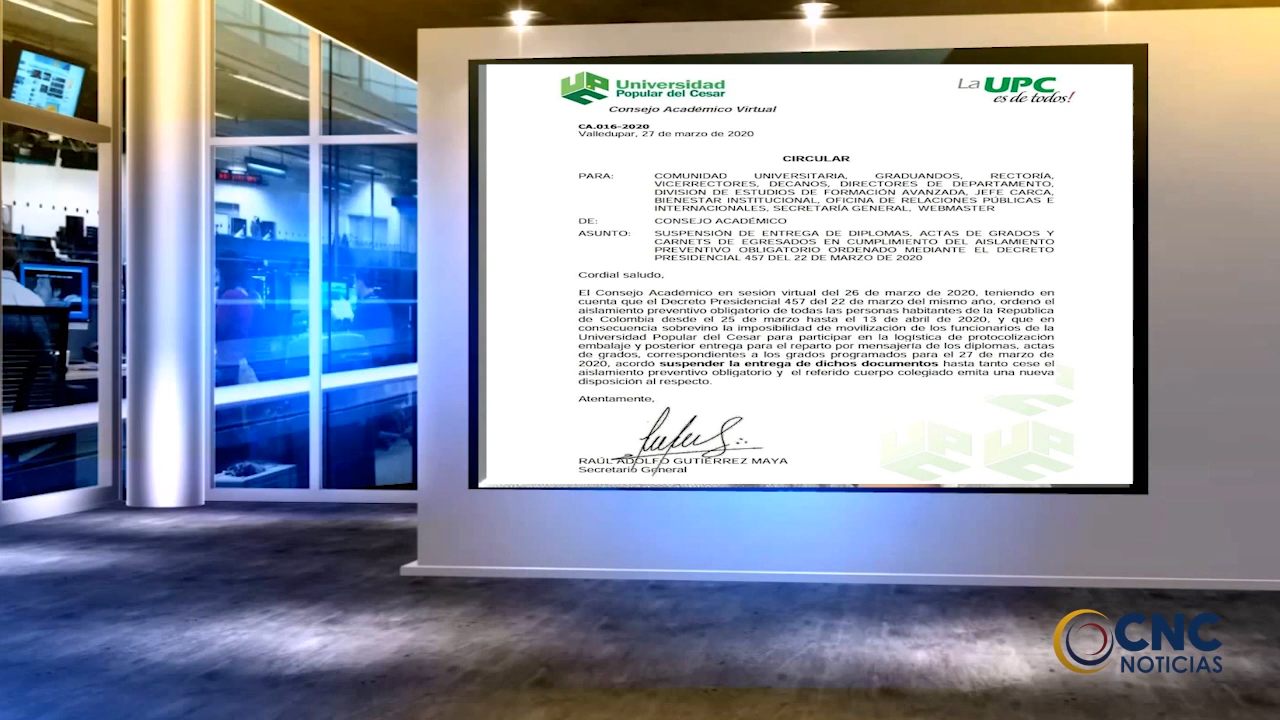 Universidad
Popular del Cesar
Consejo Académico Virtual
La UPC
es de todos!
CA.016-2020
Valledupar, 27 de marzo de 2020
CIRCULAR
PARA: COMUNIDAD UNIVERSITARIA, GRADUANDOS, RECTORÍA,
VICERRECTORES, DECANOS, DIRECTORES DE DEPARTAMENTO,
DIVISION DE ESTUDIOS DE FORMACIÓN AVANZADA, JEFE CARCA,
BIENESTAR INSTITUCIONAL, OFICINA DE RELACIONES PÚBLICAS E
INTERNACIONALES, SECRETARÍA GENERAL, WEBMASTER
DE: CONSEJO ACADÉMICO
ASUNTO: SUSPENSIÓN DE ENTREGA DE DIPLOMAS, ACTAS DE GRADOS Y
CARNETS DE EGRESADOS EN CUMPLIMIENTO DEL AISLAMIENTO
PREVENTIVO OBLIGATORIO ORDENADO MEDIANTE EL DECRETO
PRESIDENCIAL 457 DEL 22 DE MARZO DE 2020
Cordial saludo,
El Consejo Académico en sesión virtual del 26 de marzo de 2020, teniendo en
cuenta que el Decreto Presidencial 457 del 22 de marzo del mismo año, ordenó el
aislamiento preventivo obligatorio de todas las personas habitantes de la República
de Colombia desde el 25 de marzo hasta el 13 de abril de 2020, y que en
consecuencia sobrevino la imposibilidad de movilización de los funcionarios de la
Universidad Popular del Cesar para participar en la logística de protocolización
embalaje y posterior entrega para el reparto por mensajería de los diplomas, actas
de grados, correspondientes a los grados programados para el 27 de marzo de
2020, acordó suspender la entrega de dichos documentos hasta tanto cese el
aislamiento preventivo obligatorio y el referido cuerpo colegiado emita una nueva
disposición al respecto.
Atentamente,
RAÚL ADOLFO GUTIÉRREZ MAYA
Secretario General
CNC
NOTICIAS